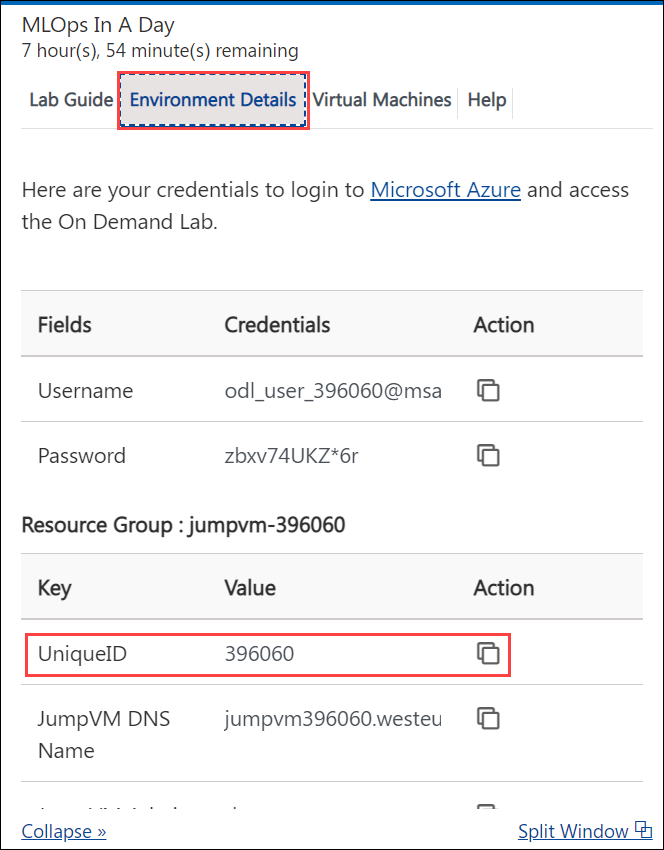 MLOps In A Day
7 hour(s), 54 minute(s) remaining
Lab Guide Environment Details Virtual Machines Help
Here are your credentials to login to Microsoft Azure and access
the On Demand Lab.
Fields Credentials Action
Username odl_user_396060@msa
Password zbxv74UKZ*6r
Resource Group : jumpvm-396060
Key Value Action
UniqueID 396060
JumpVM DNS jumpvm396060.westeu
Name
Collapse » Split Window